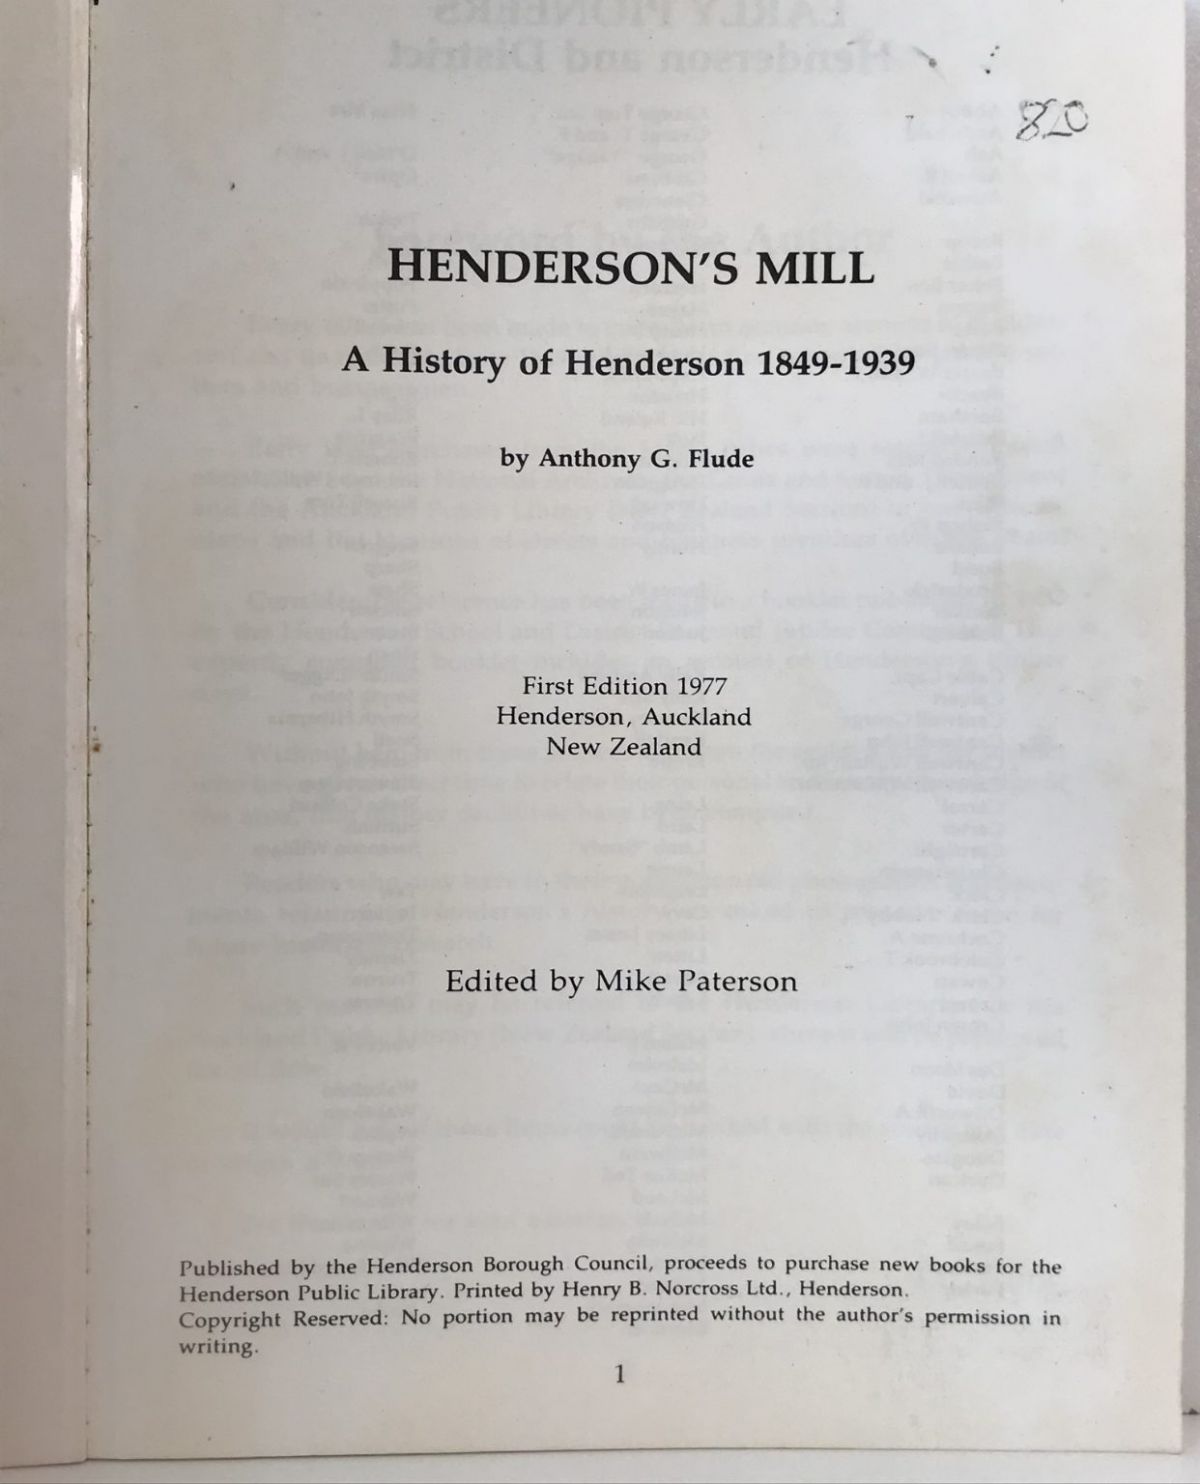 820
HENDERSON'S MILL
A History of Henderson 1849-1939
by Anthony G. Flude
First Edition 1977
Henderson, Auckland
New Zealand
Edited by Mike Paterson
Published by the Henderson Borough Council, proceeds to purchase new books for the
Henderson Public Library. Printed by Henry B. Norcross Ltd., Henderson.
Copyright Reserved: No portion may be reprinted without the author's permission in
writing.
1